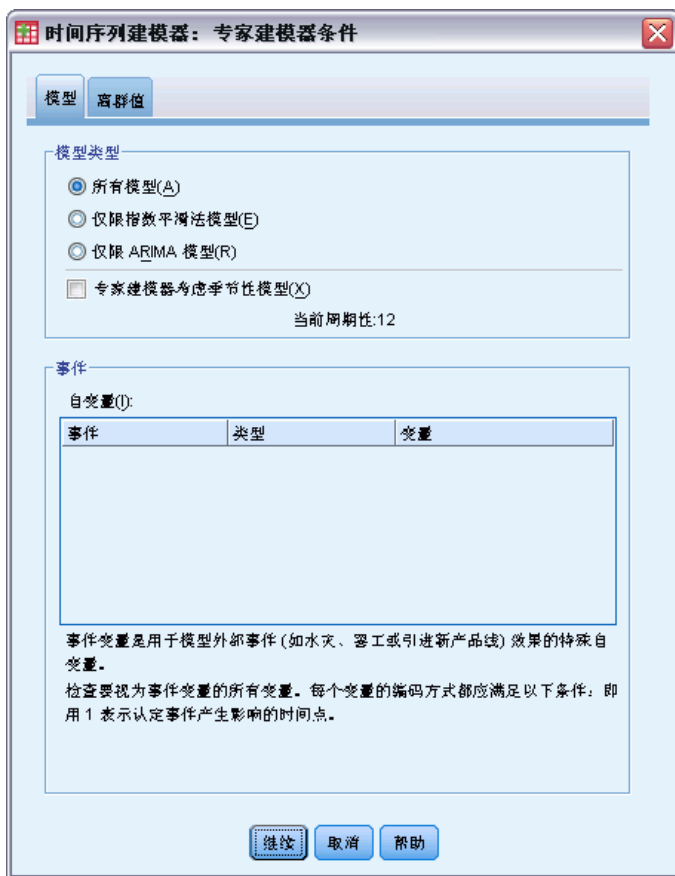 时间序列建模器：专家建模器条件
模型
离群值
模型类型
所有模型(A)
仅限指数平滑法模型(E)
仅限 ARIMA 模型(R)
专家建模器考虑季节性模型(X)
当前周期性:12
事件
自变量(I):
事件 类型 变量
事件变量是用于模型外部事件 (如水灾、罢工或引进新产品线) 效果的特殊自
变量。
检查要视为事件变量的所有变量。每个变量的编码方式都应满足以下条件：即
用 1 表示认定事件产生影响的时间点。
继续 取消 帮助